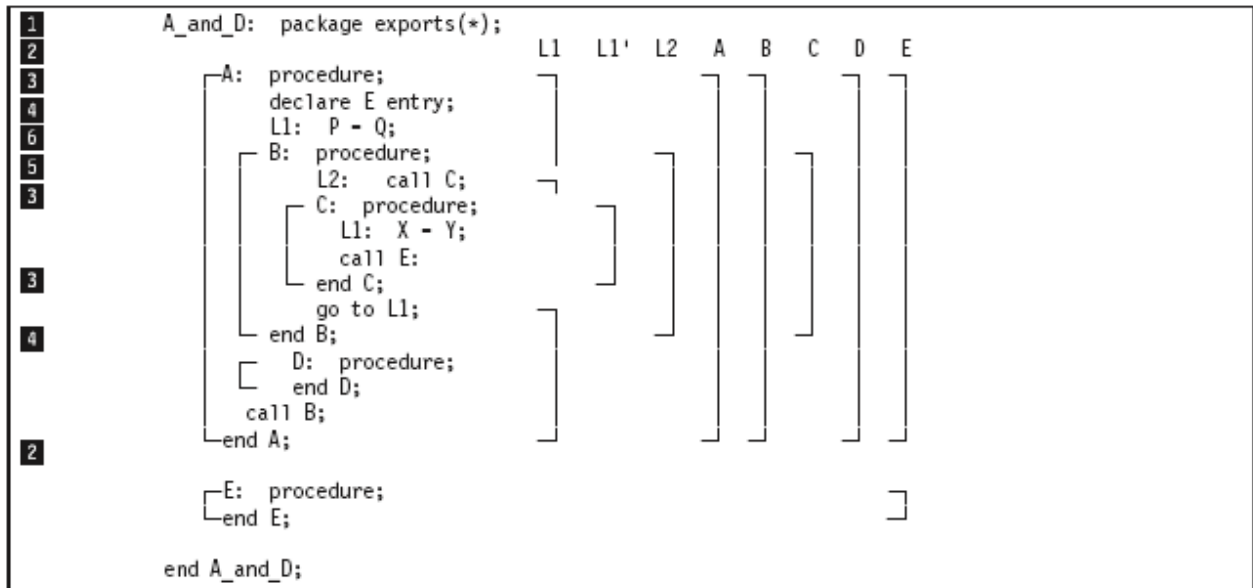 1 A_and_D: package exports(*);
2 L1 L1' L2 A B C D E
3 A: procedure;
4 declare E entry;
6 L1: P - Q;
5 B: procedure;
L2: call C;
3 C: procedure;
L1: X - Y;
call E:
3 end C;
go to L1;
4 end B;
D: procedure;
end D;
call B;
2 end A;
E: procedure;
end E;
end A_and_D;